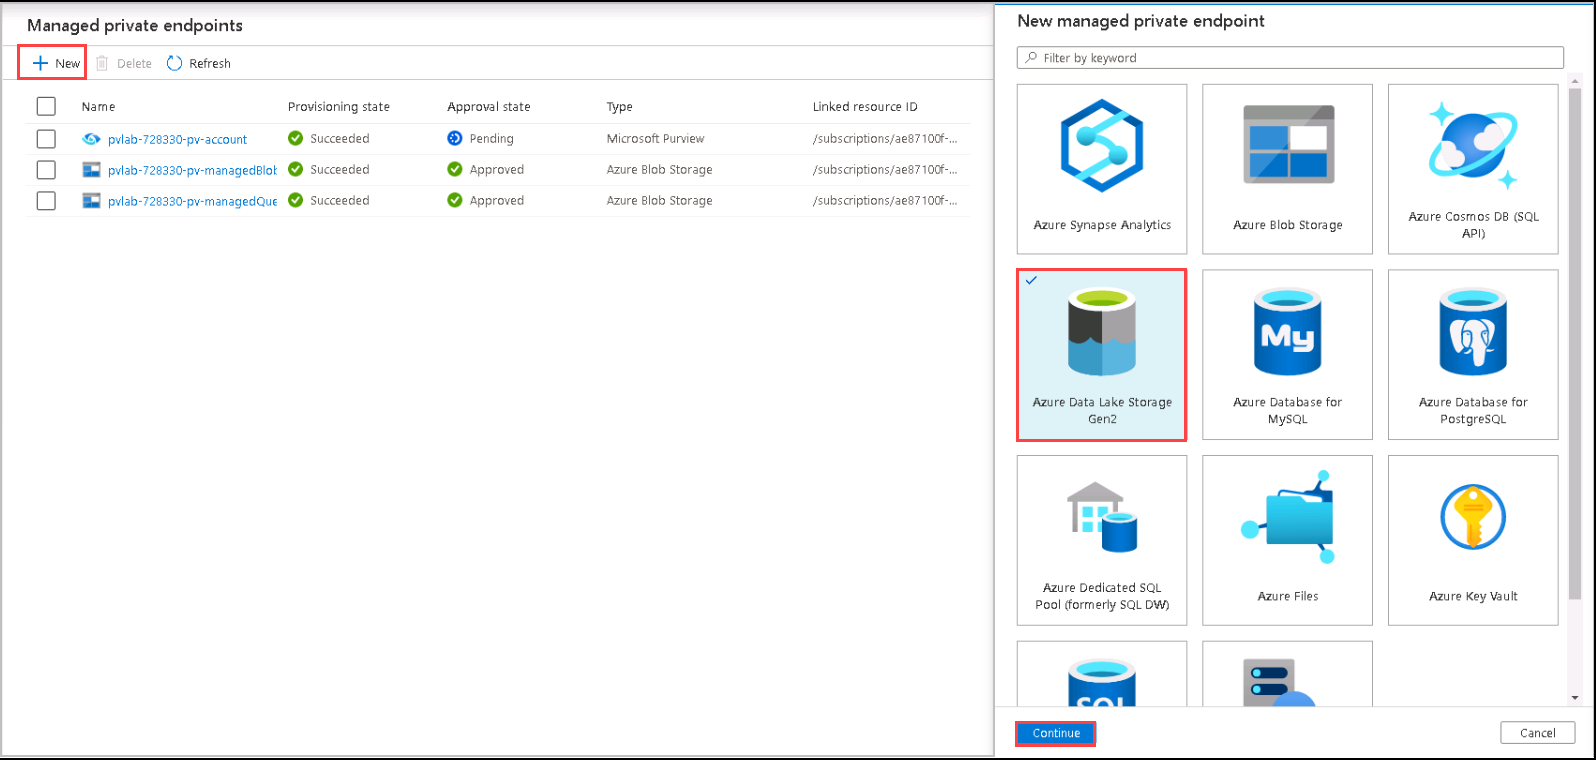 Managed private endpoints
New
Delete
Refresh
Name Provisioning state Approval state Type Linked resource ID
pvlab-728330-pv-account Succeeded Pending Microsoft Purview /subscriptions/ae87100f-...
pvlab-728330-pv-managedBlob Succeeded Approved Azure Blob Storage /subscriptions/ae87100f-...
pvlab-728330-pv-managedQue Succeeded Approved Azure Blob Storage /subscriptions/ae87100f-...
New managed private endpoint
Filter by keyword
Azure Synapse Analytics
Azure Blob Storage
Azure Cosmos DB (SQL
API)
Azure Data Lake Storage
Gen2
My
Azure Database for
MySQL
Azure Database for
PostgreSQL
Azure Dedicated SQL
Pool (formerly SQL DW)
Azure Files
Azure Key Vault
SQL
Continue
Cancel